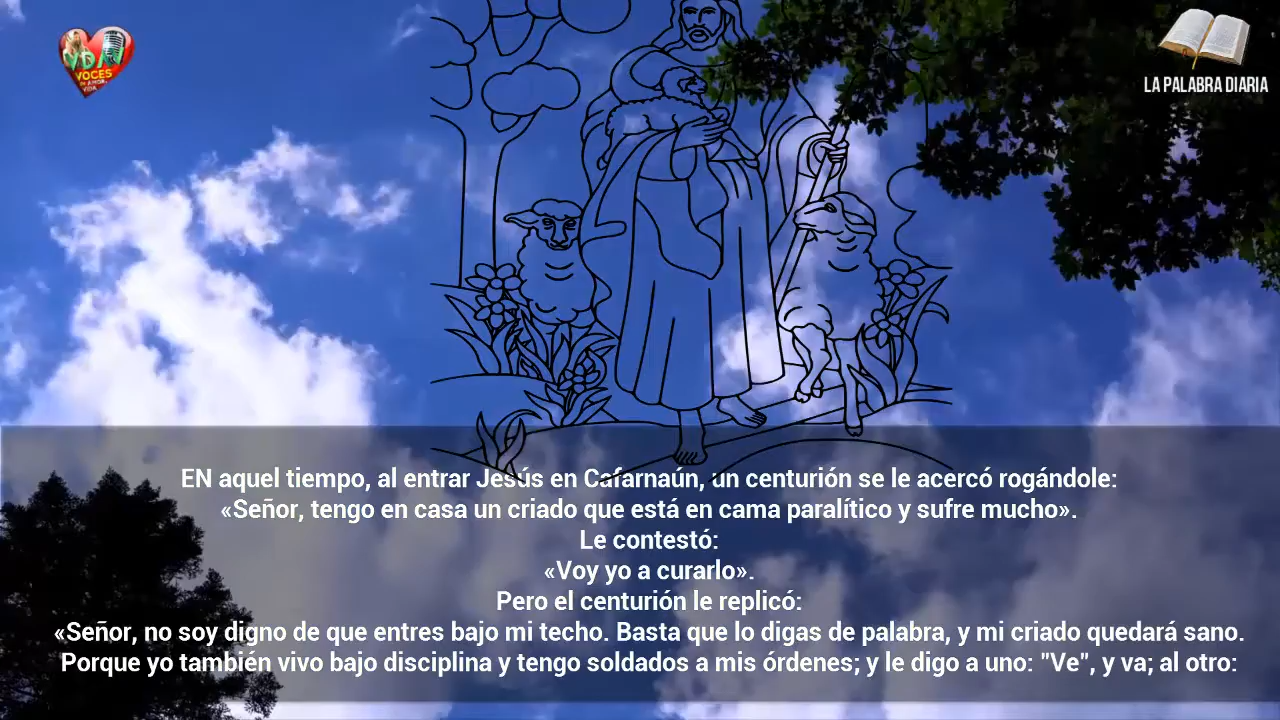 VOCES
VIDA
LA PALABRA DIARIA
EN aquel tiempo, al entrar Jesús en Cafarnaún, un centurión se le acercó rogándole:
«Señor, tengo en casa un criado que está en cama paralítico y sufre mucho».
Le contestó:
«Voy yo a curarlo».
Pero el centurión le replicó:
«Señor, no soy digno de que entres bajo mi techo. Basta que lo digas de palabra, y mi criado quedará sano.
Porque yo también vivo bajo disciplina y tengo soldados a mis órdenes; y le digo a uno: "Ve", y va; al otro: